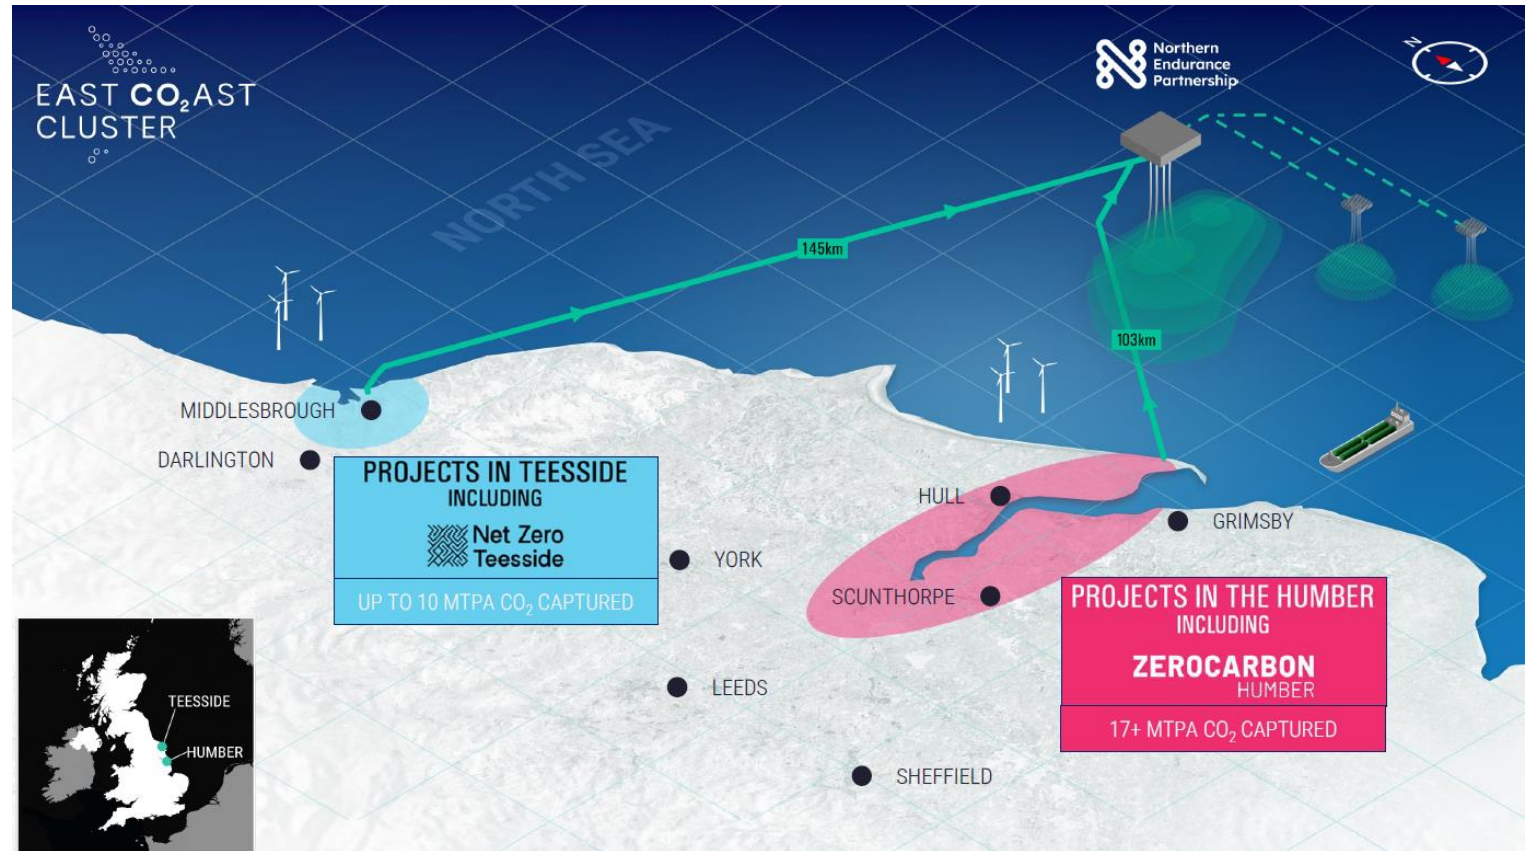 EAST CO₂AST
CLUSTER
Northern
Endurance
Partnership
N
NORTH SEA
145km
103km
MIDDLESBROUGH
DARLINGTON
PROJECTS IN TEESSIDE
INCLUDING
Net Zero
Teesside
UP TO 10 MTPA CO₂ CAPTURED
YORK
LEEDS
SHEFFIELD
HULL
SCUNTHORPE
GRIMSBY
PROJECTS IN THE HUMBER
INCLUDING
ZEROCARBON
HUMBER
17+ MTPA CO₂ CAPTURED
TEESSIDE
HUMBER